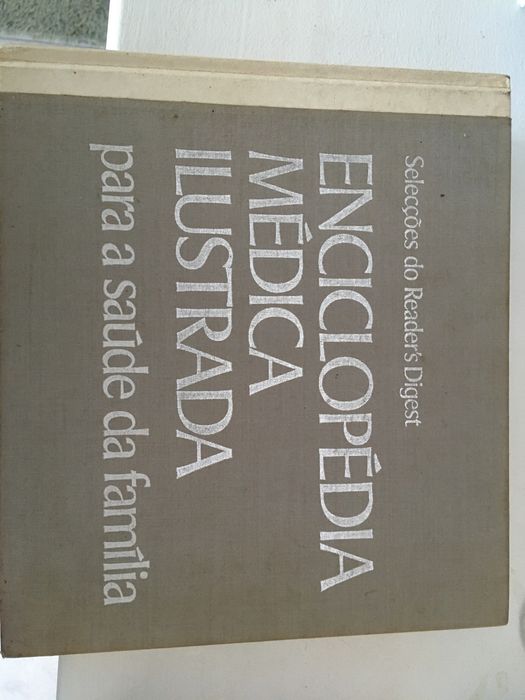 Selecções do Reader's Digest
ENCICLOPÉDIA
MÉDICA
ILUSTRADA
para a saúde da família